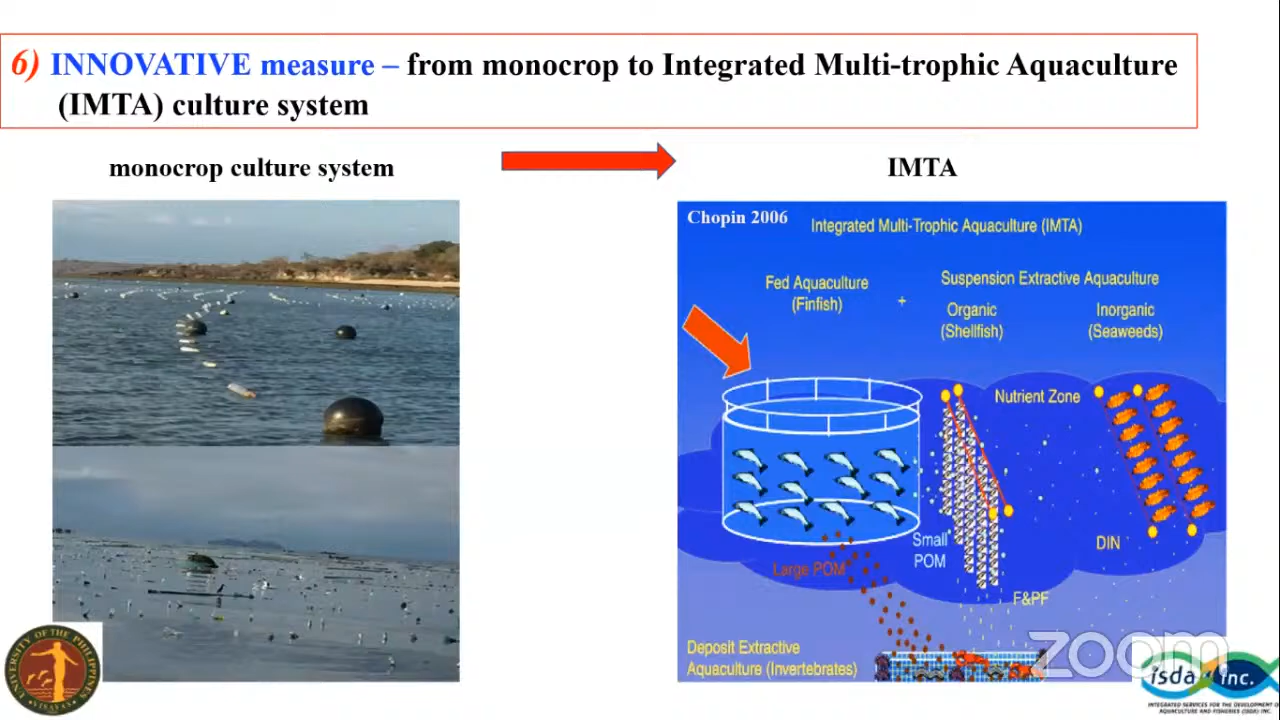 6) INNOVATIVE measure – from monocrop to Integrated Multi-trophic Aquaculture
(IMTA) culture system
monocrop culture system
IMTA
Chopin 2006
Integrated Multi-Trophic Aquaculture (IMTA)
Fed Aquaculture
(Finfish)
+
Suspension Extractive Aquaculture
Organic
(Shellfish)
Inorganic
(Seaweeds)
Nutrient Zone
Small
POM
DIN
Large POM
F&PF
Deposit Extractive
Aquaculture (Invertebrates)
zoom
UNIVERSITY OF THE PHILIPPINES
VISAYAS
isda inc.
INTEGRATED SERVICES FOR THE DEVELOPMENT OF
AQUACULTURE AND FISHERIES (ISDA) INC.